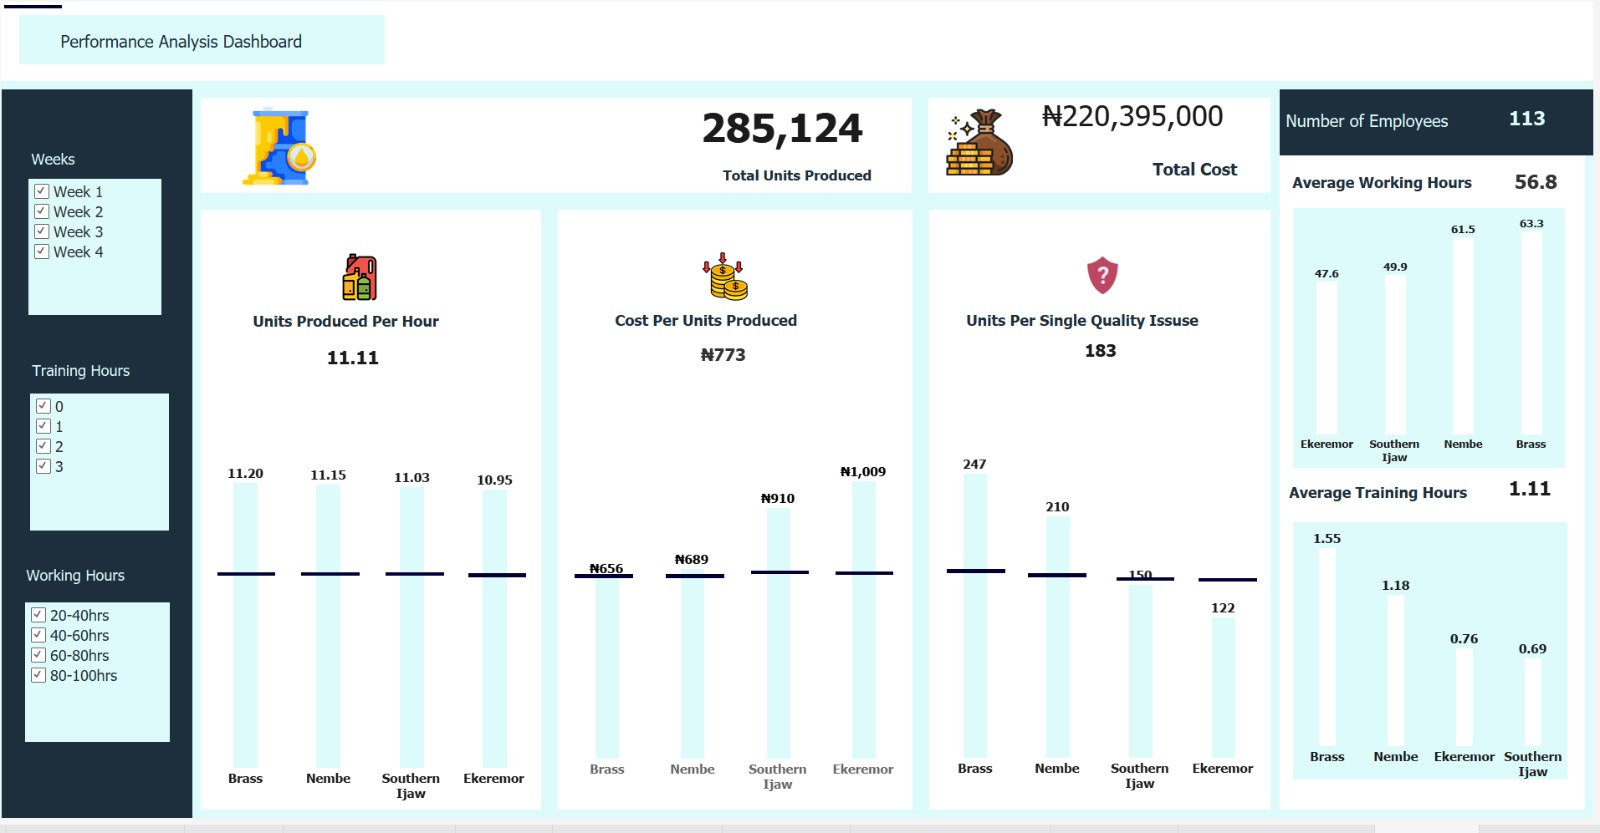 Performance Analysis Dashboard
Weeks
Week 1
Week 2
Week 3
Week 4
Training Hours
0
1
2
3
Working Hours
20-40hrs
40-60hrs
60-80hrs
80-100hrs
285,124
Total Units Produced
₦220,395,000
Total Cost
Number of Employees 113
Units Produced Per Hour
11.11
11.20 11.15 11.03 10.95
Brass Nembe Southern Ijaw Ekeremor
Cost Per Units Produced
₦773
₦656 ₦689 ₦910 ₦1,009
Brass Nembe Southern Ijaw Ekeremor
Units Per Single Quality Issuse
183
247 210 150 122
Brass Nembe Southern Ijaw Ekeremor
Average Working Hours 56.8
47.6 49.9 61.5 63.3
Ekeremor Southern Ijaw Nembe Brass
Average Training Hours 1.11
1.55 1.18 0.76 0.69
Brass Nembe Ekeremor Southern Ijaw